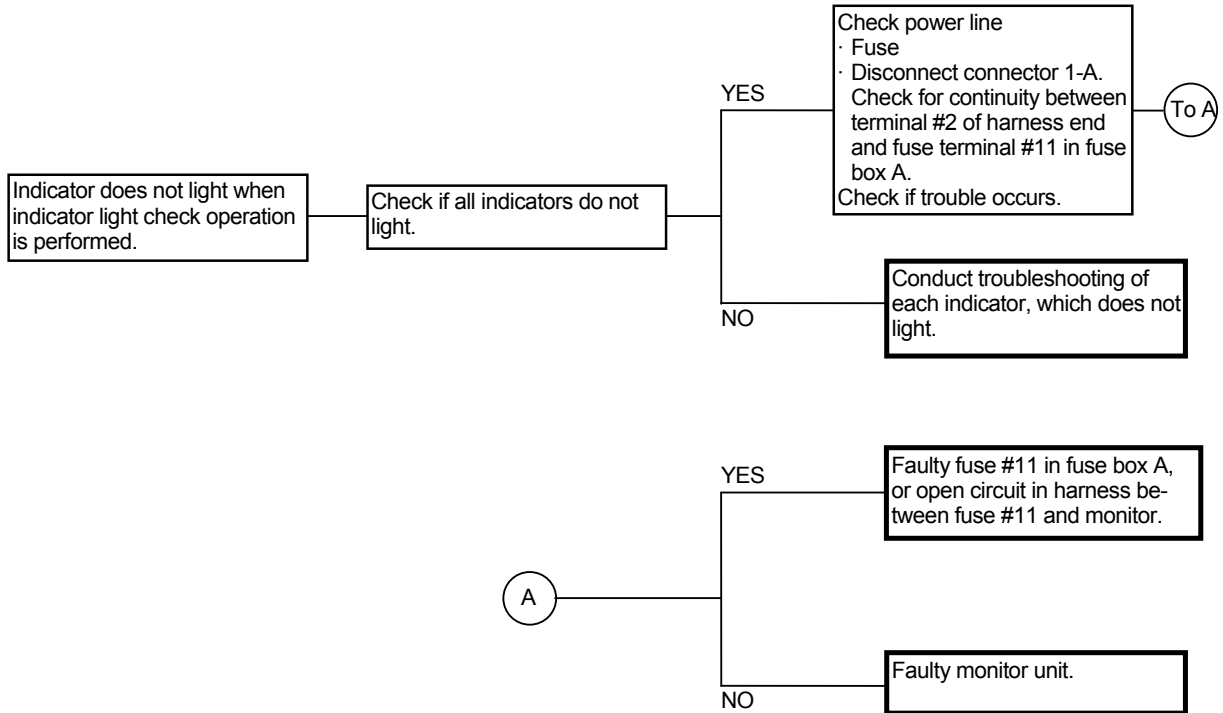 Indicator does not light when
indicator light check operation
is performed.
Check if all indicators do not
light.
YES
Check power line
· Fuse
· Disconnect connector 1-A.
Check for continuity between
terminal #2 of harness end
and fuse terminal #11 in fuse
box A.
Check if trouble occurs.
To A
NO
Conduct troubleshooting of
each indicator, which does not
light.
A
YES
Faulty fuse #11 in fuse box A,
or open circuit in harness be-
tween fuse #11 and monitor.
NO
Faulty monitor unit.